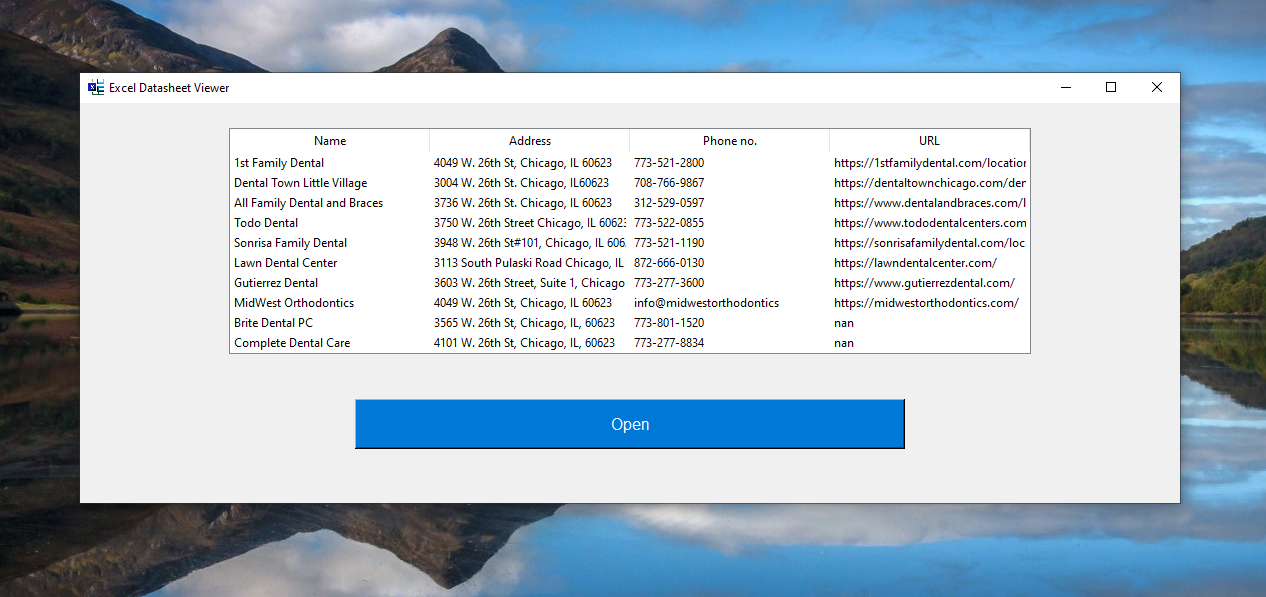 Excel Datasheet Viewer
Name Address Phone no. URL
1st Family Dental 4049 W. 26th St, Chicago, IL 60623 773-521-2800 https://1stfamilydental.com/location
Dental Town Little Village 3004 W. 26th St. Chicago, IL60623 708-766-9867 https://dentaltownchicago.com/der
All Family Dental and Braces 3736 W. 26th St. Chicago, IL 60623 312-529-0597 https://www.dentalandbraces.com/l
Todo Dental 3750 W. 26th Street Chicago, IL 60623 773-522-0855 https://www.tododentalcenters.com
Sonrisa Family Dental 3948 W. 26th St#101, Chicago, IL 606 773-521-1190 https://sonrisafamilydental.com/loc
Lawn Dental Center 3113 South Pulaski Road Chicago, IL 872-666-0130 https://lawndentalcenter.com/
Gutierrez Dental 3603 W. 26th Street, Suite 1, Chicago 773-277-3600 https://www.gutierrezdental.com/
MidWest Orthodontics 4049 W. 26th St, Chicago, IL 60623 info@midwestorthodontics https://midwestorthodontics.com/
Brite Dental PC 3565 W. 26th St, Chicago, IL, 60623 773-801-1520 nan
Complete Dental Care 4101 W. 26th St, Chicago, IL, 60623 773-277-8834 nan
Open